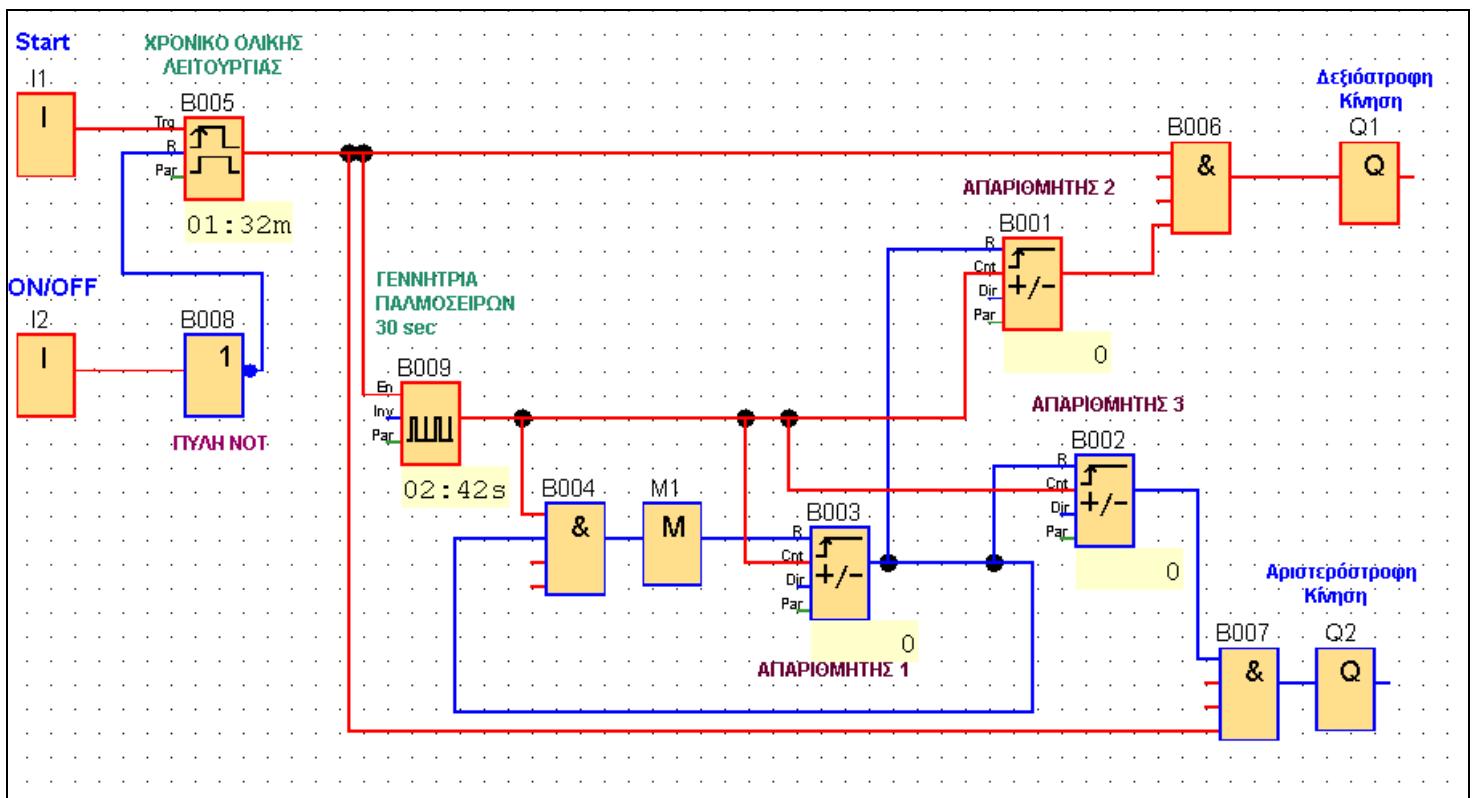 Start
ΧΡΟΝΙΚΟ ΟΛΙΚΗΣ
ΛΕΙΤΟΥΡΓΙΑΣ
I1
I
B005
Trg
R
Par
01:32m
Δεξιόστροφη
Κίνηση
B006
&
Q1
Q
ΑΠΑΡΙΘΜΗΤΗΣ 2
B001
R
Cnt
Dir
Par
+/-
0
ON/OFF
I2
I
B008
1
ΠΥΛΗ NOT
ΓΕΝΝΗΤΡΙΑ
ΠΑΛΜΟΣΕΙΡΩΝ
30 sec
B009
En
Inv
Par
02:42s
ΑΠΑΡΙΘΜΗΤΗΣ 3
B002
R
Cnt
Dir
Par
+/-
0
B004
&
M1
M
B003
R
Cnt
Dir
Par
+/-
0
ΑΠΑΡΙΘΜΗΤΗΣ 1
Αριστερόστροφη
Κίνηση
B007
&
Q2
Q